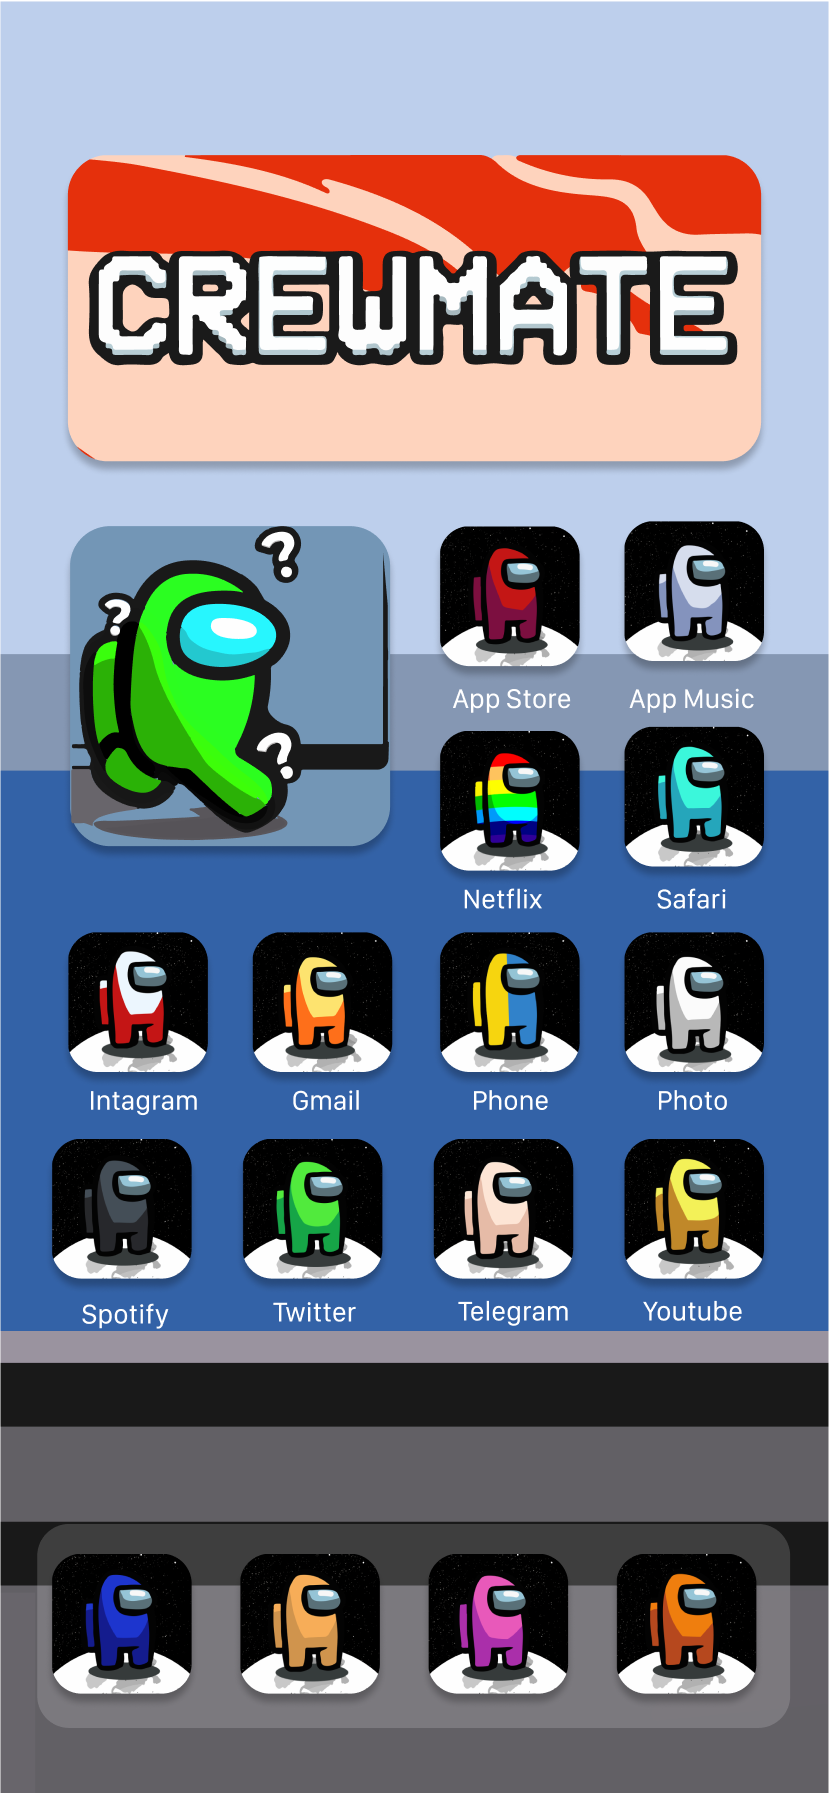 CREWMATE
?
?
?
App Store App Music
Netflix Safari
Intagram Gmail Phone Photo
Spotify Twitter Telegram Youtube